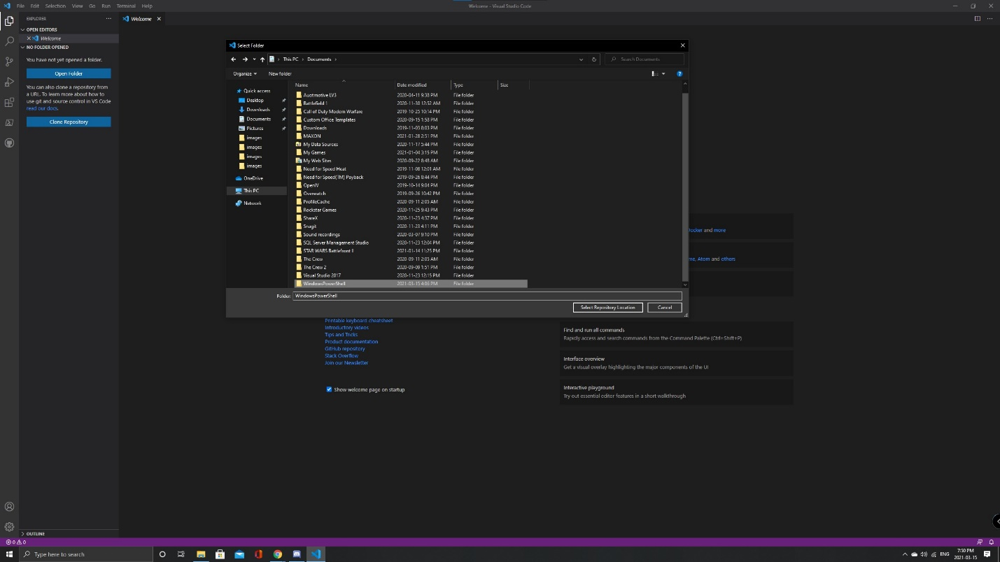 File Edit Selection View Go Run Terminal Help
Welcome - Visual Studio Code
EXPLORER
Welcome
OPEN EDITORS
Welcome
NO FOLDER OPENED
You have not yet opened a folder.
Open Folder
You can also clone a repository from
a URL. To learn more about how to
use git and source control in VS Code
read our docs.
Clone Repository
Select Folder
This PC > Documents >
Search Documents
Organize
New folder
Quick access
Desktop
Downloads
Documents
Pictures
images
images
images
images
OneDrive
This PC
Network
Name Date modified Type Size
Auotmotive LV3 2020-04-11 9:38 PM File folder
Battlefield 1 2020-11-30 12:52 AM File folder
Call of Duty Modern Warfare 2019-10-25 10:14 PM File folder
Custom Office Templates 2020-09-15 1:58 PM File folder
Downloads 2019-11-03 8:03 PM File folder
MAXON 2021-01-28 2:51 PM File folder
My Data Sources 2020-11-17 5:44 PM File folder
My Games 2021-01-04 3:15 PM File folder
My Web Sites 2020-09-22 8:48 AM File folder
Need for Speed Heat 2019-11-08 12:01 AM File folder
Need for Speed(TM) Payback 2019-09-26 8:44 PM File folder
OpenIV 2019-10-14 9:04 PM File folder
Overwatch 2019-09-26 10:42 PM File folder
ProfileCache 2020-09-11 2:05 AM File folder
Rockstar Games 2020-11-25 9:43 PM File folder
ShareX 2020-11-23 4:37 PM File folder
Snagit 2020-11-23 4:11 PM File folder
Sound recordings 2020-03-07 9:10 PM File folder
SQL Server Management Studio 2020-11-23 12:04 PM File folder
STAR WARS Battlefront II 2021-01-14 11:25 PM File folder
The Crew 2020-09-11 2:05 AM File folder
The Crew 2 2020-09-09 1:51 PM File folder
Visual Studio 2017 2020-11-23 12:15 PM File folder
WindowsPowerShell 2021-03-15 4:06 PM File folder
Folder: WindowsPowerShell
Select Repository Location
Cancel
Docker and more
Atom and others
Printable keyboard cheatsheet
Introductory videos
Tips and Tricks
Product documentation
GitHub repository
Stack Overflow
Join our Newsletter
Show welcome page on startup
Find and run all commands
Rapidly access and search commands from the Command Palette (Ctrl+Shift+P)
Interface overview
Get a visual overlay highlighting the major components of the UI
Interactive playground
Try out essential editor features in a short walkthrough
OUTLINE
0 0
Type here to search
ENG
7:50 PM
2021-03-15